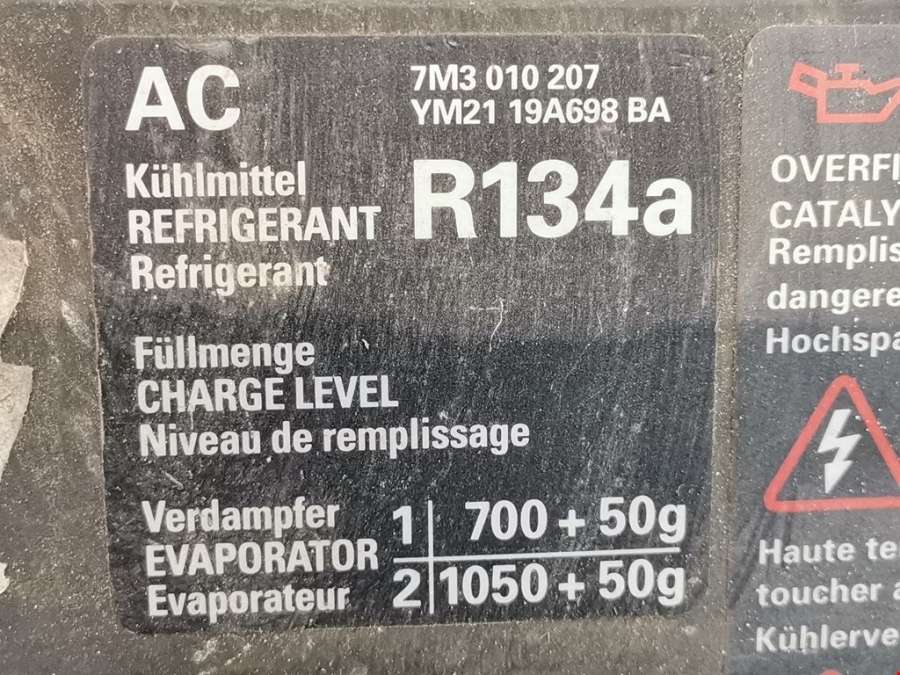 AC
7M3 010 207
YM21 19A698 BA
Kühlmittel
REFRIGERANT
Refrigerant
R134a
Füllmenge
CHARGE LEVEL
Niveau de remplissage
Verdampfer
EVAPORATOR
Evaporateur
1 700 + 50g
2 1050 + 50g
OVERFI
CATALY
Remplis
dangere
Hochspa
Haute te
toucher a
Kühlerve